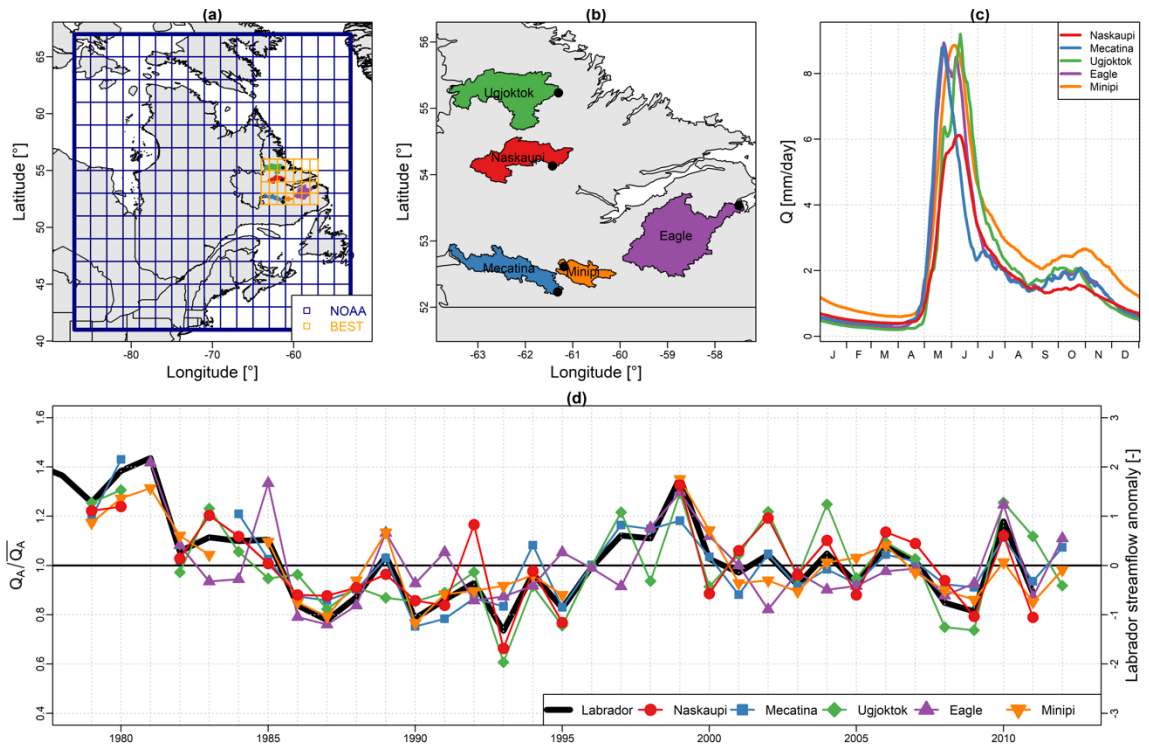 (a)
Latitude [°]
65
60
55
50
45
40
-80
-70
-60
Longitude [°]
NOAA
BEST
(b)
Latitude [°]
56
55
54
53
52
-63
-62
-61
-60
-59
-58
-57
Longitude [°]
Ugjoktok
Naskaupi
Eagle
Mecatina
Minipi
(c)
Q [mm/day]
8
6
4
2
0
J F M A M J J A S O N D
Naskaupi
Mecatina
Ugjoktok
Eagle
Minipi
(d)
Q_A/Q̅_A̅
1.6
1.4
1.2
1.0
0.8
0.6
0.4
Labrador streamflow anomaly [-]
3
2
1
0
-1
-2
-3
Labrador Naskaupi Mecatina Ugjoktok Eagle Minipi
1980 1985 1990 1995 2000 2005 2010